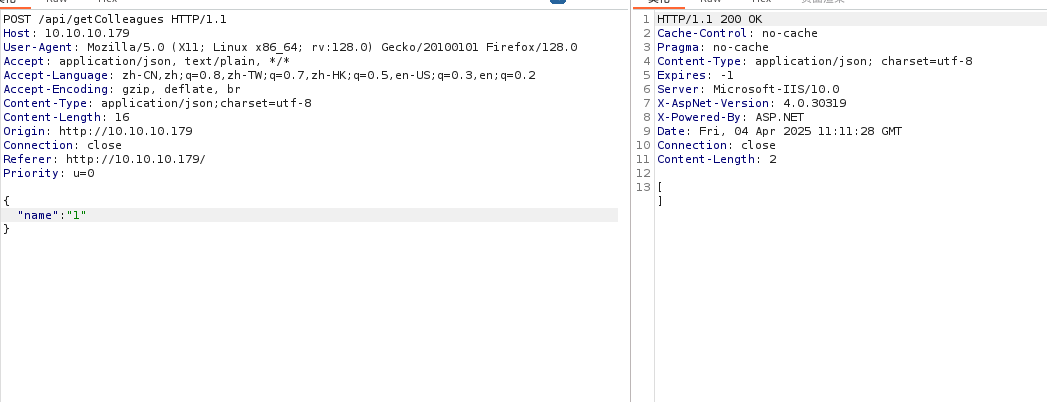 POST /api/getColleagues HTTP/1.1
Host: 10.10.10.179
User-Agent: Mozilla/5.0 (X11; Linux x86_64; rv:128.0) Gecko/20100101 Firefox/128.0
Accept: application/json, text/plain, */*
Accept-Language: zh-CN,zh;q=0.8,zh-TW;q=0.7,zh-HK;q=0.5,en-US;q=0.3,en;q=0.2
Accept-Encoding: gzip, deflate, br
Content-Type: application/json;charset=utf-8
Content-Length: 16
Origin: http://10.10.10.179
Connection: close
Referer: http://10.10.10.179/
Priority: u=0
{
"name":"1"
}
1 HTTP/1.1 200 OK
2 Cache-Control: no-cache
3 Pragma: no-cache
4 Content-Type: application/json; charset=utf-8
5 Expires: -1
6 Server: Microsoft-IIS/10.0
7 X-AspNet-Version: 4.0.30319
8 X-Powered-By: ASP.NET
9 Date: Fri, 04 Apr 2025 11:11:28 GMT
10 Connection: close
11 Content-Length: 2
12
13 [
]